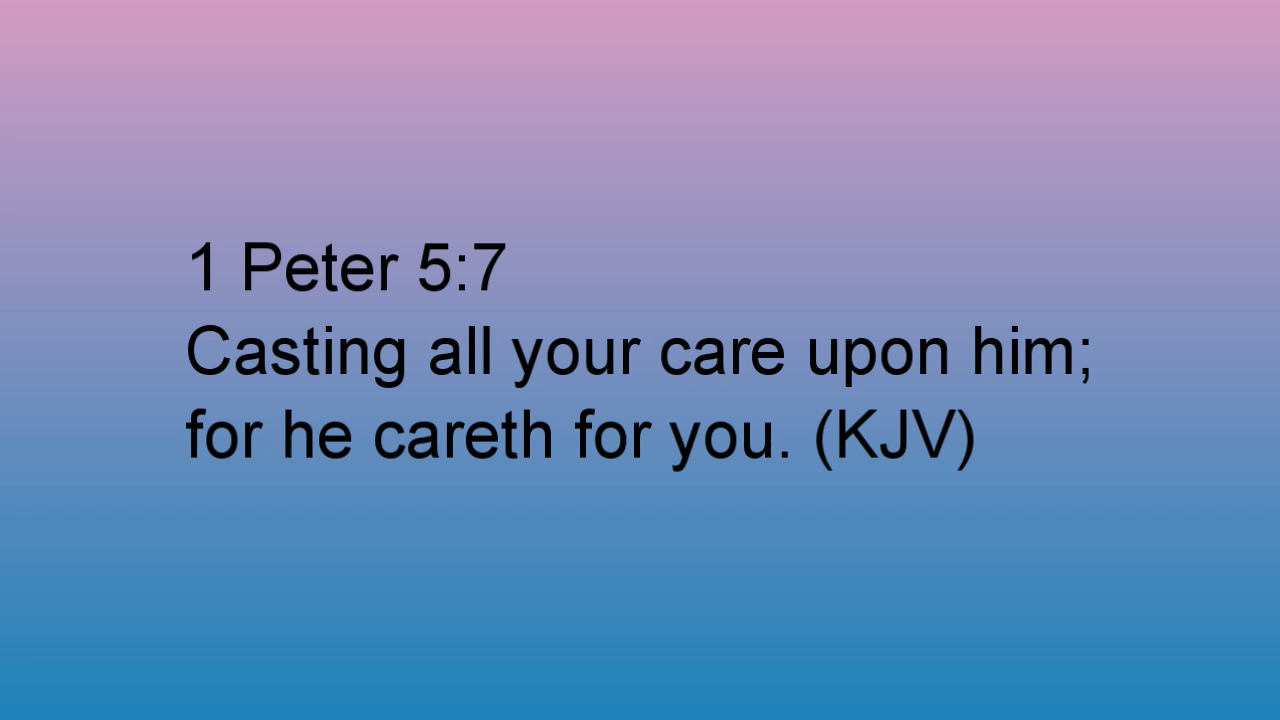 1 Peter 5:7
Casting all your care upon him;
for he careth for you. (KJV)